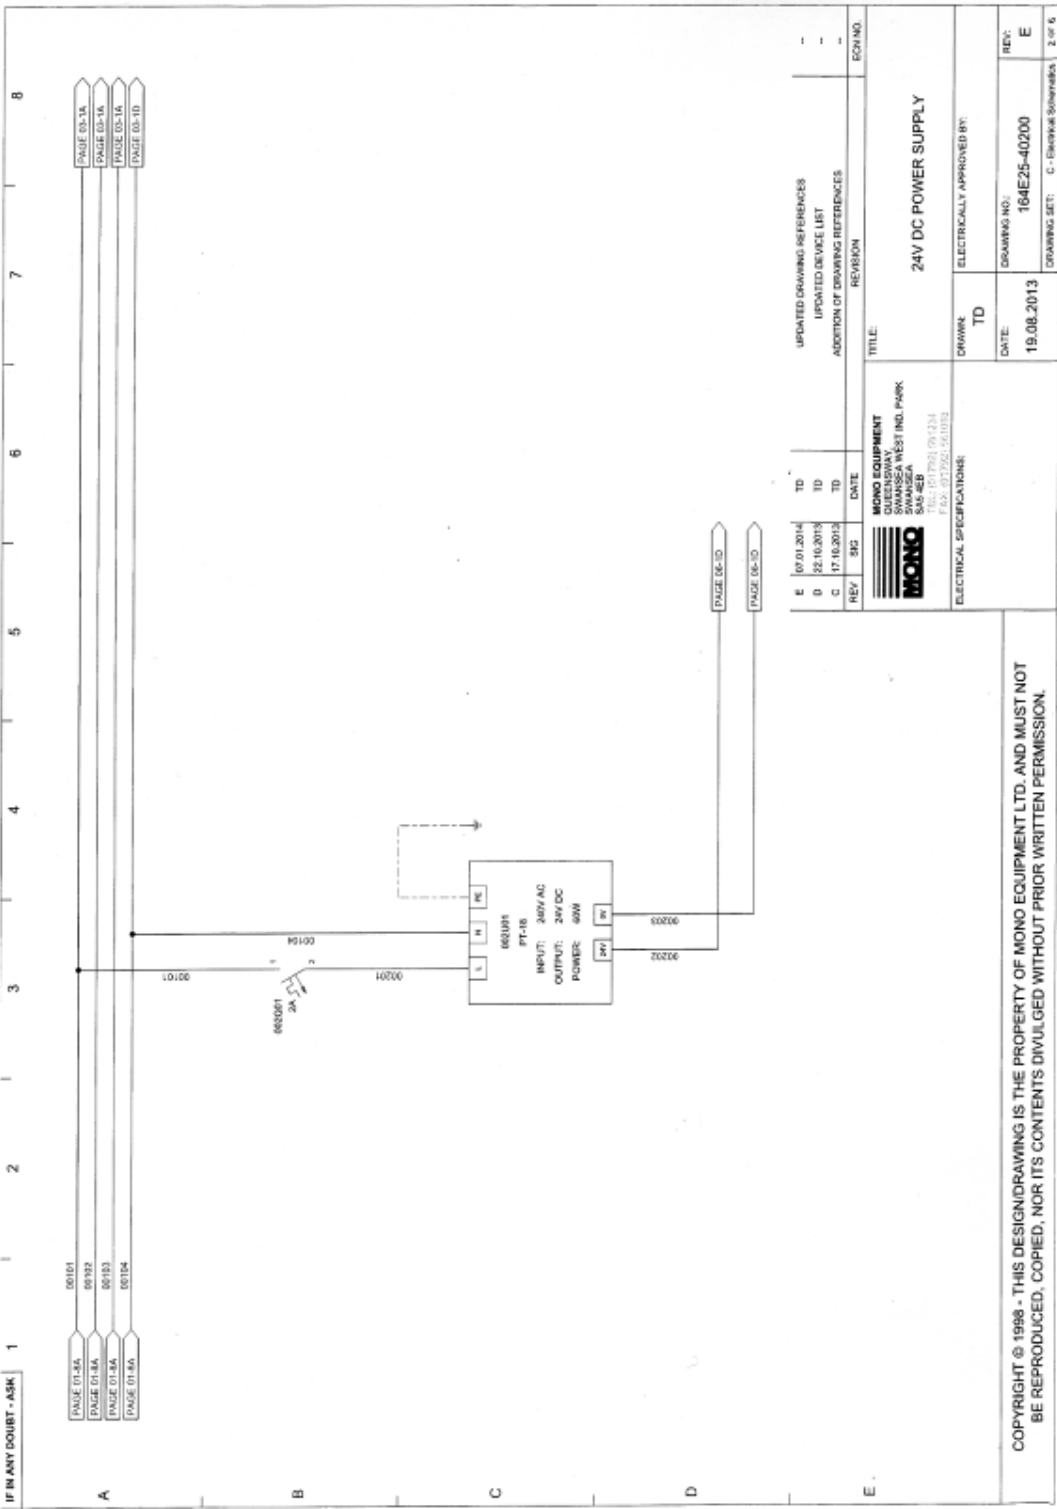 IF IN ANY DOUBT - ASK
1
2
3
4
5
6
7
8
A
B
C
D
E
PAGE 01-8A
PAGE 01-8A
PAGE 01-8A
PAGE 01-8A
00101
00102
00103
00104
PAGE 03-1A
PAGE 03-1A
PAGE 03-1A
PAGE 03-1D
00101
00104
002Q01
2A
1
2
00201
L
N
PE
002U01
PT-18
INPUT: 240V AC
OUTPUT: 24V DC
POWER: 60W
24V
0V
00202
00203
PAGE 06-1D
PAGE 06-1D
E 07.01.2014 TD UPDATED DRAWING REFERENCES -
D 22.10.2013 TD UPDATED DEVICE LIST -
C 17.10.2013 TD ADDITION OF DRAWING REFERENCES -
REV SIG DATE REVISION ECN NO.
MONO
MONO EQUIPMENT
QUEENSWAY,
SWANSEA WEST IND. PARK
SWANSEA
SA5 4EB
TITLE:
24V DC POWER SUPPLY
ELECTRICAL SPECIFICATIONS:
DRAWN:
TD
ELECTRICALLY APPROVED BY:
DATE:
19.08.2013
DRAWING NO.:
164E25-40200
REV:
E
DRAWING SET: C - Electrical Schematics 2 of 6
COPYRIGHT © 1998 - THIS DESIGN/DRAWING IS THE PROPERTY OF MONO EQUIPMENT LTD. AND MUST NOT
BE REPRODUCED, COPIED, NOR ITS CONTENTS DIVULGED WITHOUT PRIOR WRITTEN PERMISSION.